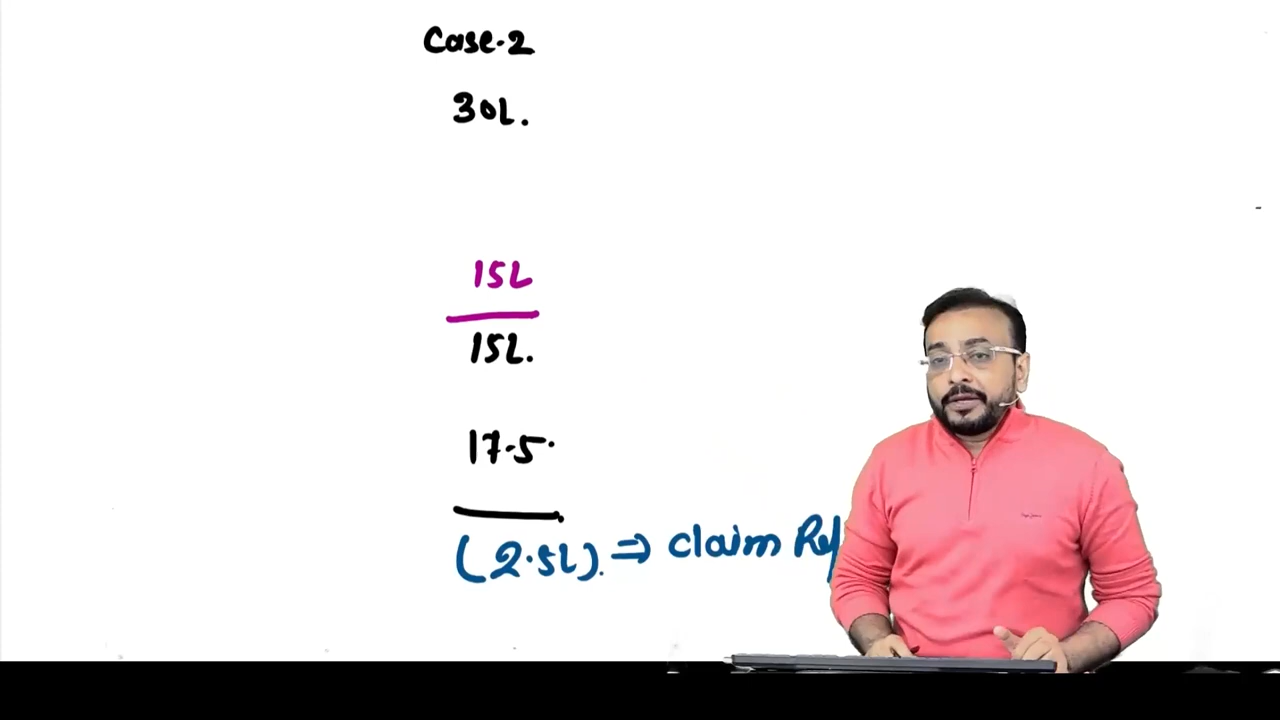 Case-2
30L.
15L
15L.
17.5.
(2.5L). ⇒ claim